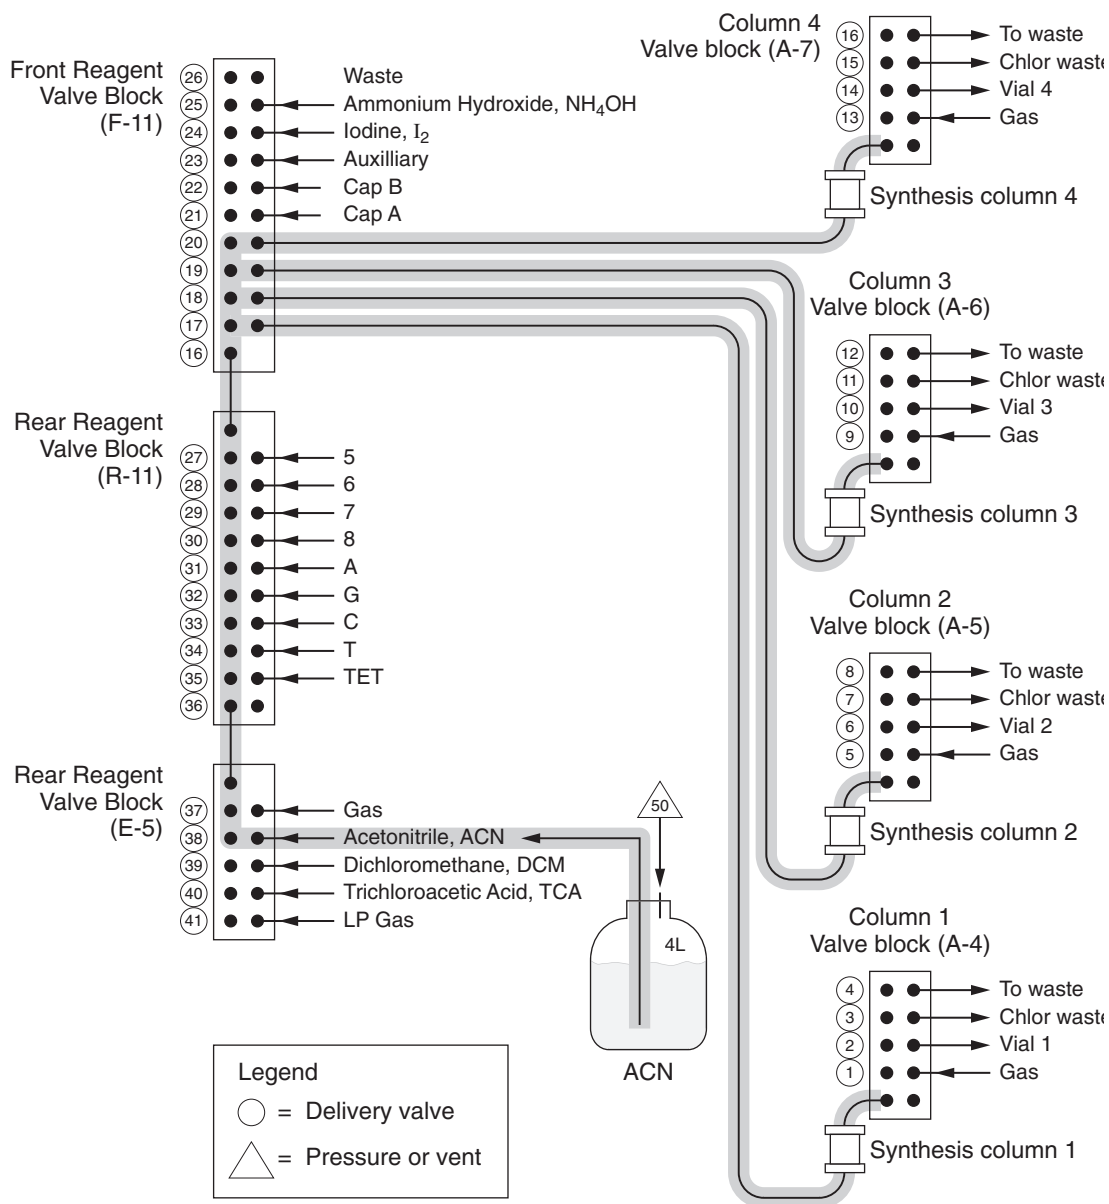 Front Reagent
Valve Block
(F-11)
26 Waste
25 Ammonium Hydroxide, NH4OH
24 Iodine, I2
23 Auxilliary
22 Cap B
21 Cap A
20
19
18
17
16
Rear Reagent
Valve Block
(R-11)
27 5
28 6
29 7
30 8
31 A
32 G
33 C
34 T
35 TET
36
Rear Reagent
Valve Block
(E-5)
37 Gas
38 Acetonitrile, ACN
39 Dichloromethane, DCM
40 Trichloroacetic Acid, TCA
41 LP Gas
50
4L
ACN
Column 4
Valve block (A-7)
16 To waste
15 Chlor waste
14 Vial 4
13 Gas
Synthesis column 4
Column 3
Valve block (A-6)
12 To waste
11 Chlor waste
10 Vial 3
9 Gas
Synthesis column 3
Column 2
Valve block (A-5)
8 To waste
7 Chlor waste
6 Vial 2
5 Gas
Synthesis column 2
Column 1
Valve block (A-4)
4 To waste
3 Chlor waste
2 Vial 1
1 Gas
Synthesis column 1
Legend
= Delivery valve
= Pressure or vent